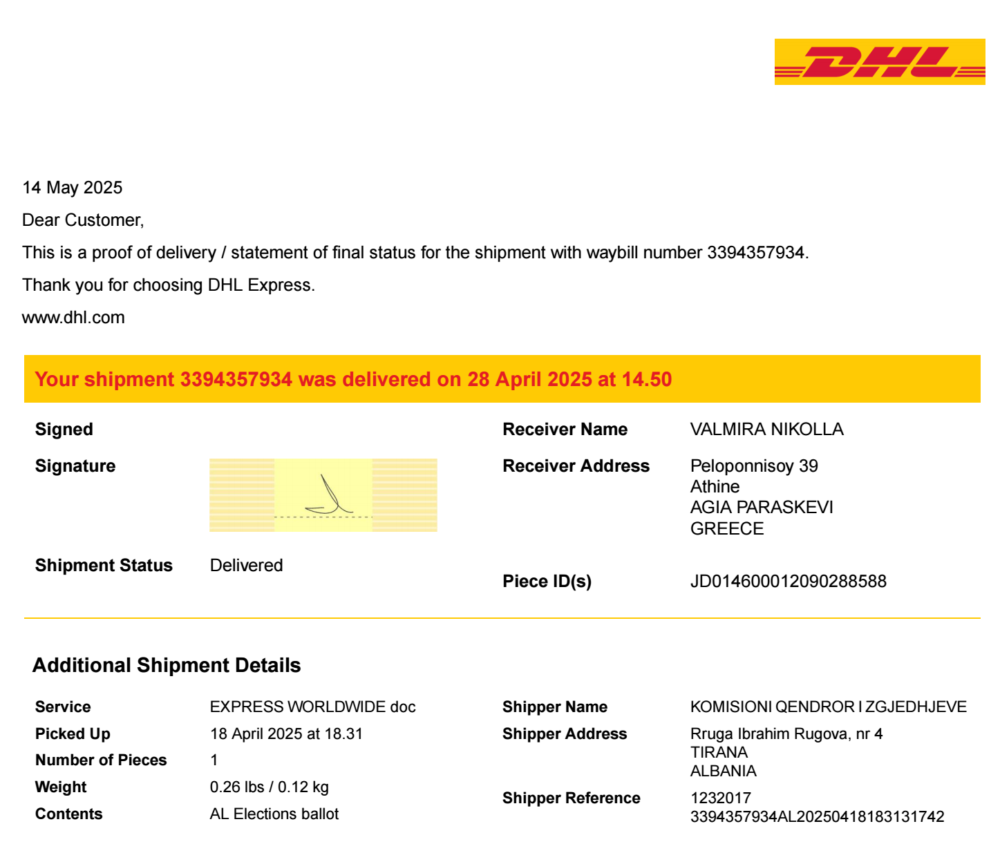 DHL
14 May 2025
Dear Customer,
This is a proof of delivery / statement of final status for the shipment with waybill number 3394357934.
Thank you for choosing DHL Express.
www.dhl.com
Your shipment 3394357934 was delivered on 28 April 2025 at 14.50
Signed
Receiver Name VALMIRA NIKOLLA
Signature
Receiver Address Peloponnisoy 39
Athine
AGIA PARASKEVI
GREECE
Shipment Status Delivered
Piece ID(s) JD014600012090288588
Additional Shipment Details
Service EXPRESS WORLDWIDE doc
Picked Up 18 April 2025 at 18.31
Number of Pieces 1
Weight 0.26 lbs / 0.12 kg
Contents AL Elections ballot
Shipper Name KOMISIONI QENDROR I ZGJEDHJEVE
Shipper Address Rruga Ibrahim Rugova, nr 4
TIRANA
ALBANIA
Shipper Reference 1232017
3394357934AL20250418183131742